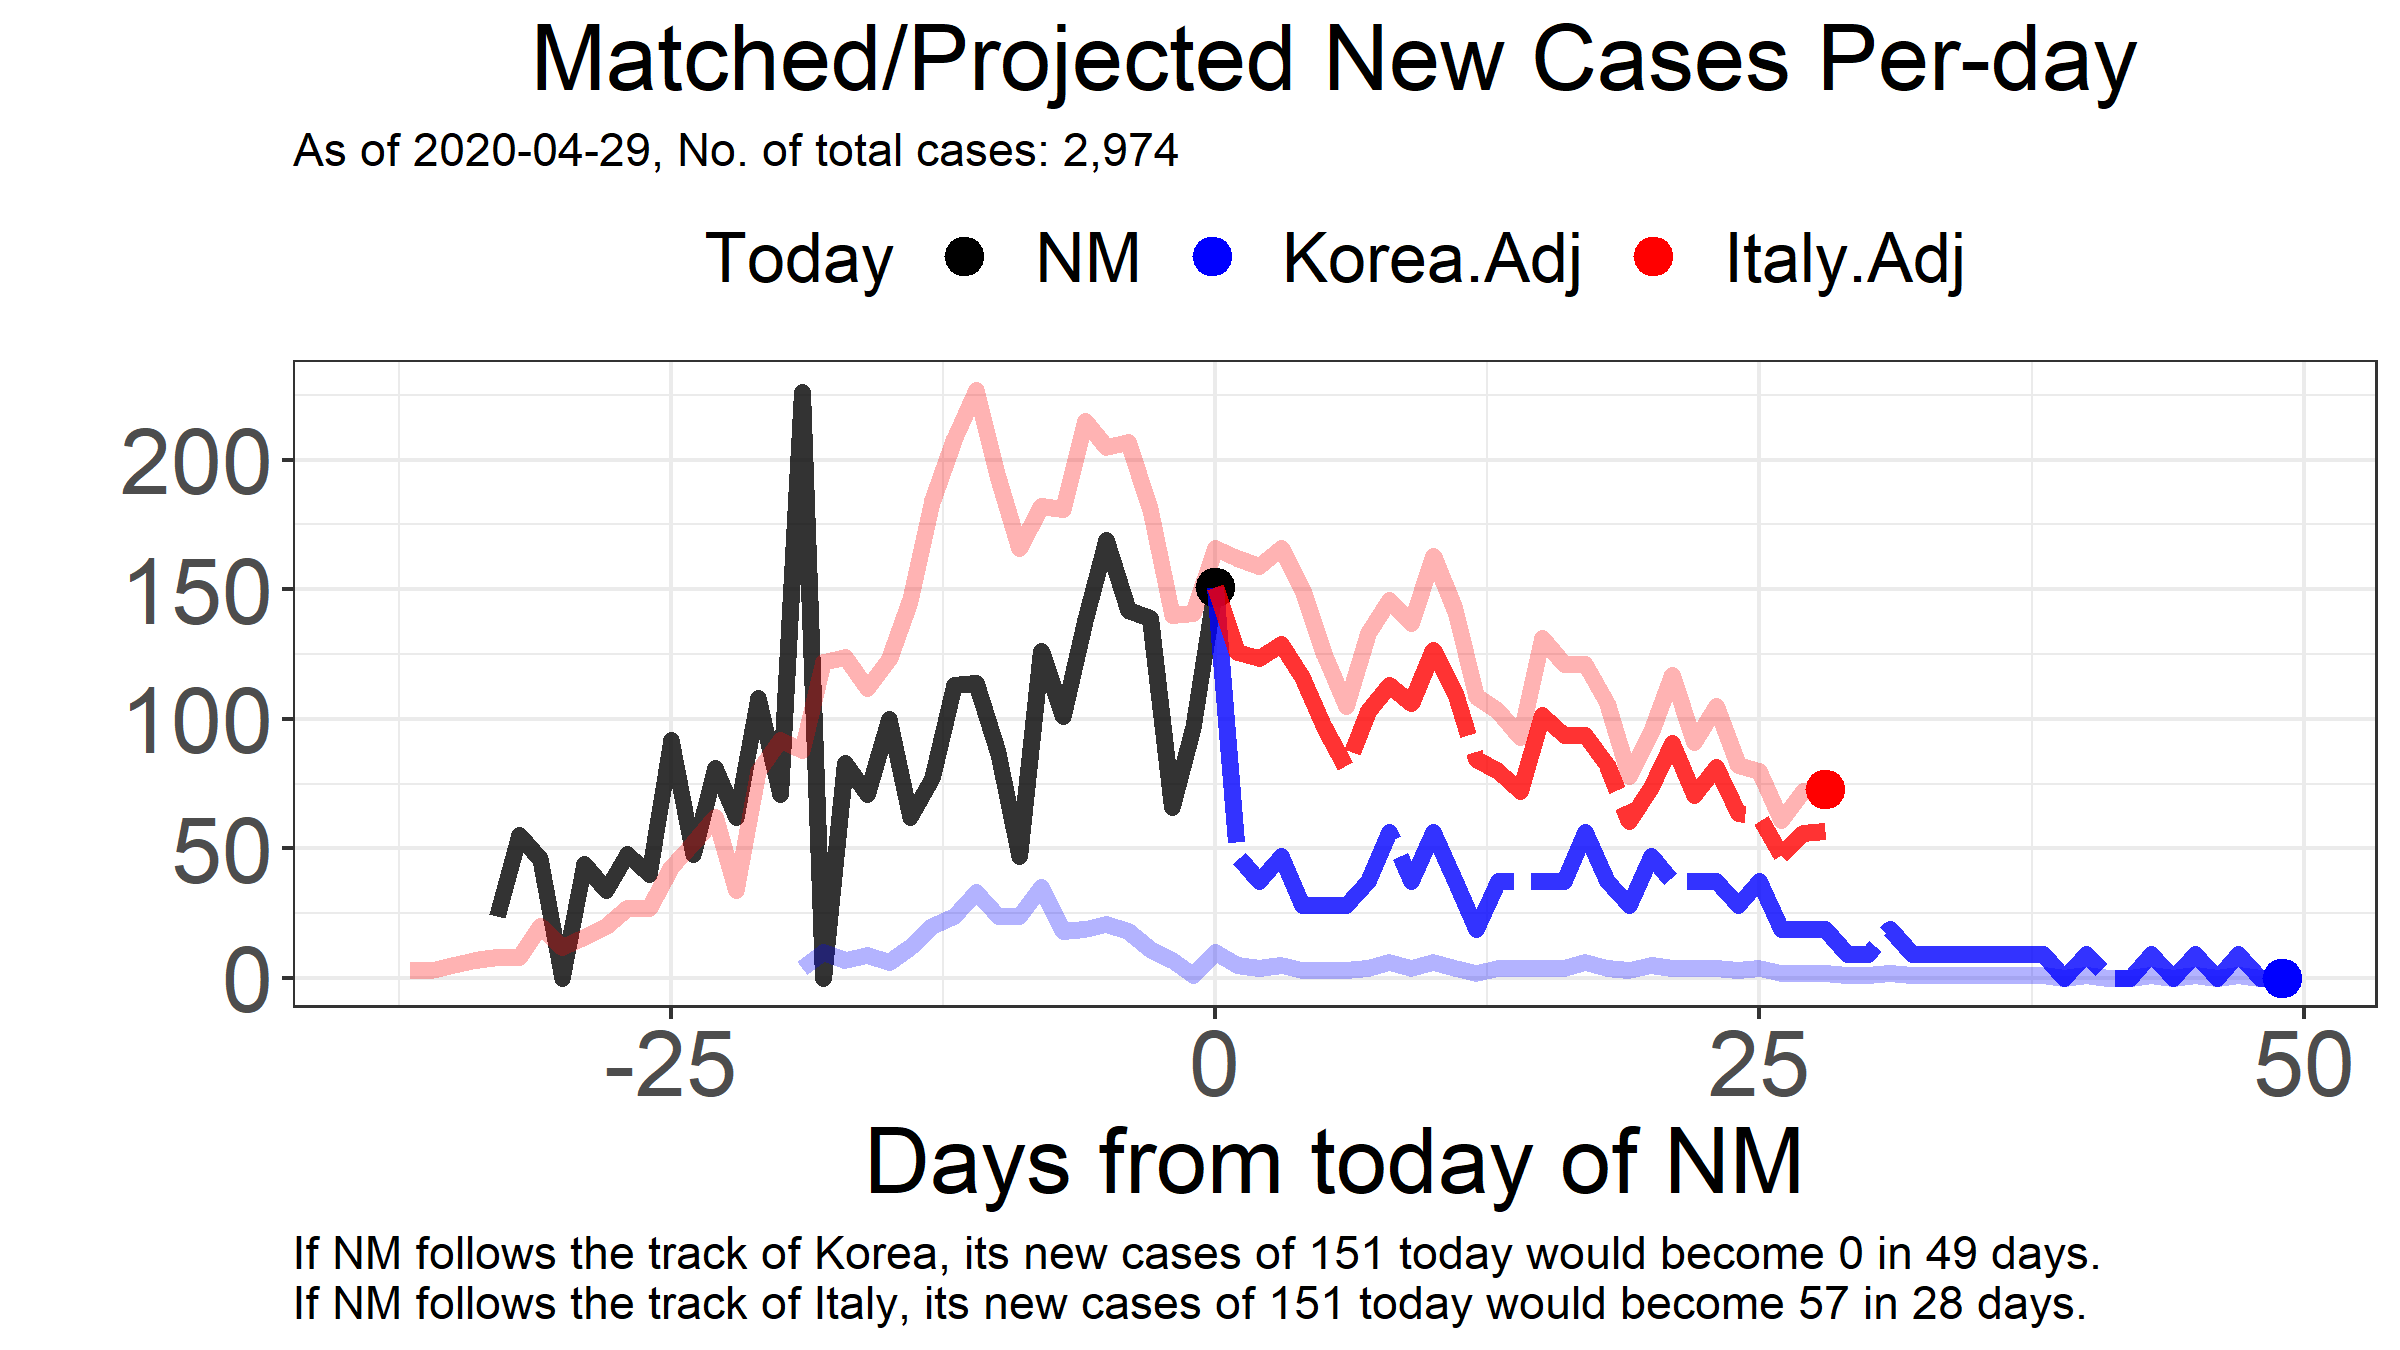 Matched/Projected New Cases Per-day
As of 2020-04-29, No. of total cases: 2,974
Today NM Korea.Adj Italy.Adj
200
150
100
50
0
-25 0 25 50
Days from today of NM
If NM follows the track of Korea, its new cases of 151 today would become 0 in 49 days.
If NM follows the track of Italy, its new cases of 151 today would become 57 in 28 days.